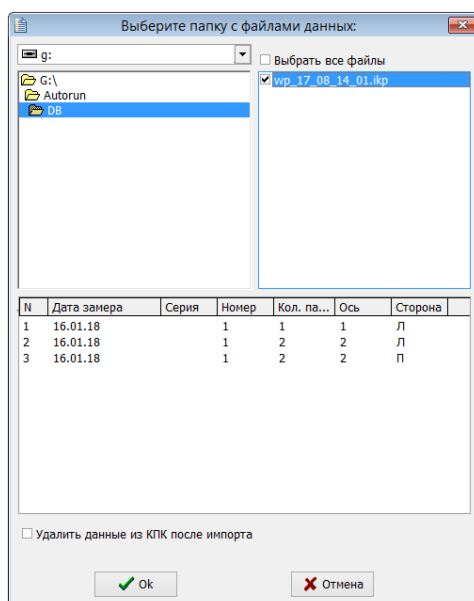 Выберите папку с файлами данных:
g:
Выбрать все файлы
G:\
Autorun
DB
wp_17_08_14_01.ikp
N Дата замера Серия Номер Кол. па... Ось Сторона
1 16.01.18 1 1 1 Л
2 16.01.18 1 2 2 Л
3 16.01.18 1 2 2 П
Удалить данные из КПК после импорта
Ok Отмена